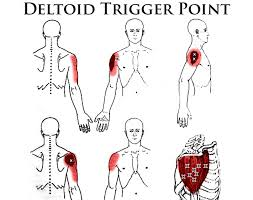 DELTOID TRIGGER POINT